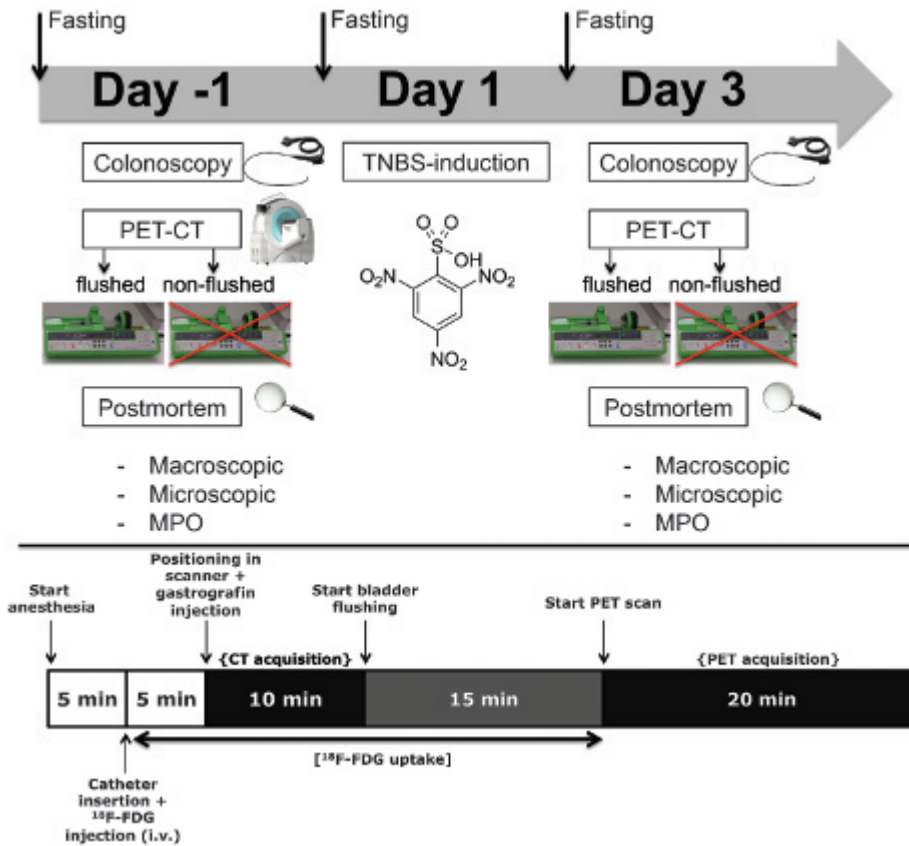 Fasting
Fasting
Fasting
Day -1
Day 1
Day 3
Colonoscopy
TNBS-induction
Colonoscopy
PET-CT
PET-CT
flushed
non-flushed
flushed
non-flushed
O
O
S
OH
O₂N
NO₂
NO₂
Postmortem
Postmortem
- Macroscopic
- Microscopic
- MPO
- Macroscopic
- Microscopic
- MPO
Start
anesthesia
Positioning in
scanner +
gastrografin
injection
Start bladder
flushing
Start PET scan
{CT acquisition}
{PET acquisition}
5 min
5 min
10 min
15 min
20 min
[¹⁸F-FDG uptake]
Catheter
insertion +
¹⁸F-FDG
injection (i.v.)